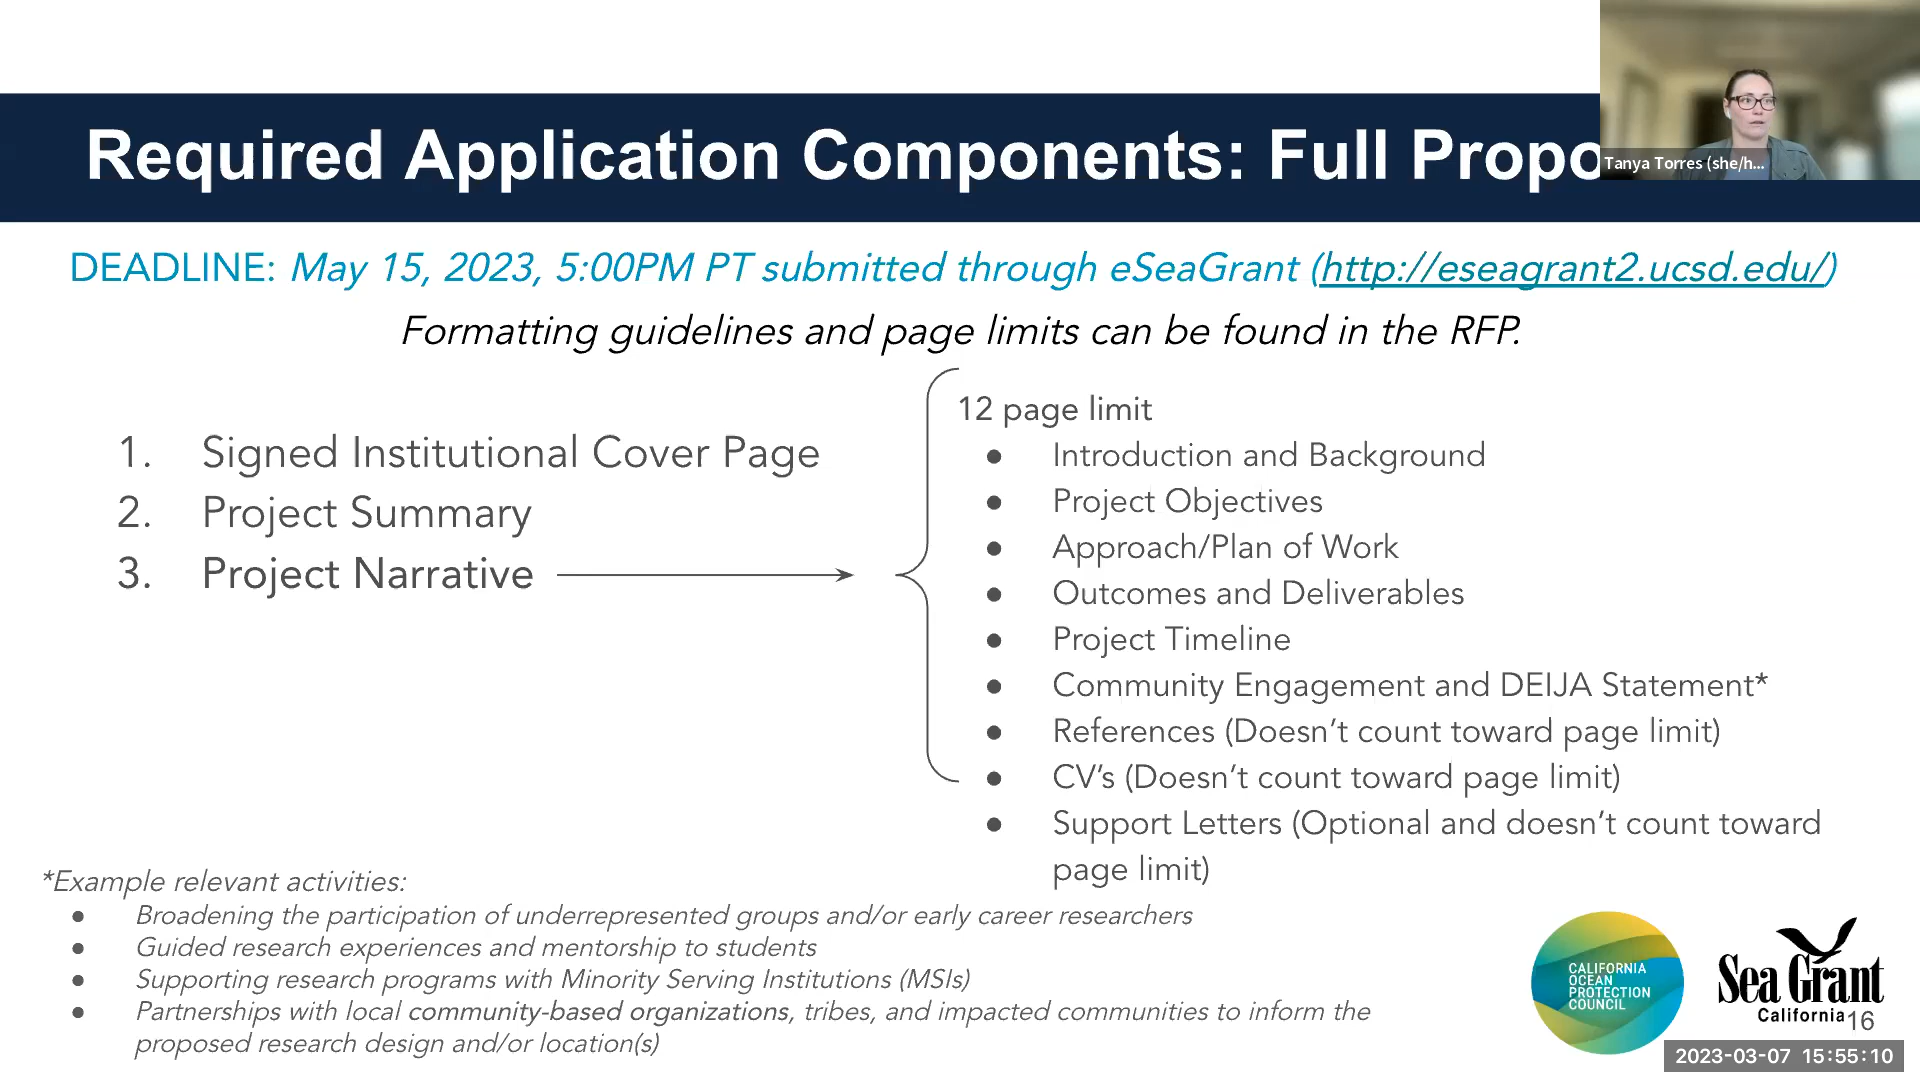 Required Application Components: Full Propo
Tanya Torres (she/h...
DEADLINE: May 15, 2023, 5:00PM PT submitted through eSeaGrant (http://eseagrant2.ucsd.edu/)
Formatting guidelines and page limits can be found in the RFP.
1. Signed Institutional Cover Page
2. Project Summary
3. Project Narrative
12 page limit
● Introduction and Background
● Project Objectives
● Approach/Plan of Work
● Outcomes and Deliverables
● Project Timeline
● Community Engagement and DEIJA Statement*
● References (Doesn't count toward page limit)
● CV's (Doesn't count toward page limit)
● Support Letters (Optional and doesn't count toward
page limit)
*Example relevant activities:
● Broadening the participation of underrepresented groups and/or early career researchers
● Guided research experiences and mentorship to students
● Supporting research programs with Minority Serving Institutions (MSIs)
● Partnerships with local community-based organizations, tribes, and impacted communities to inform the
proposed research design and/or location(s)
CALIFORNIA
OCEAN
PROTECTION
COUNCIL
Sea Grant
California
16
2023-03-07 15:55:10